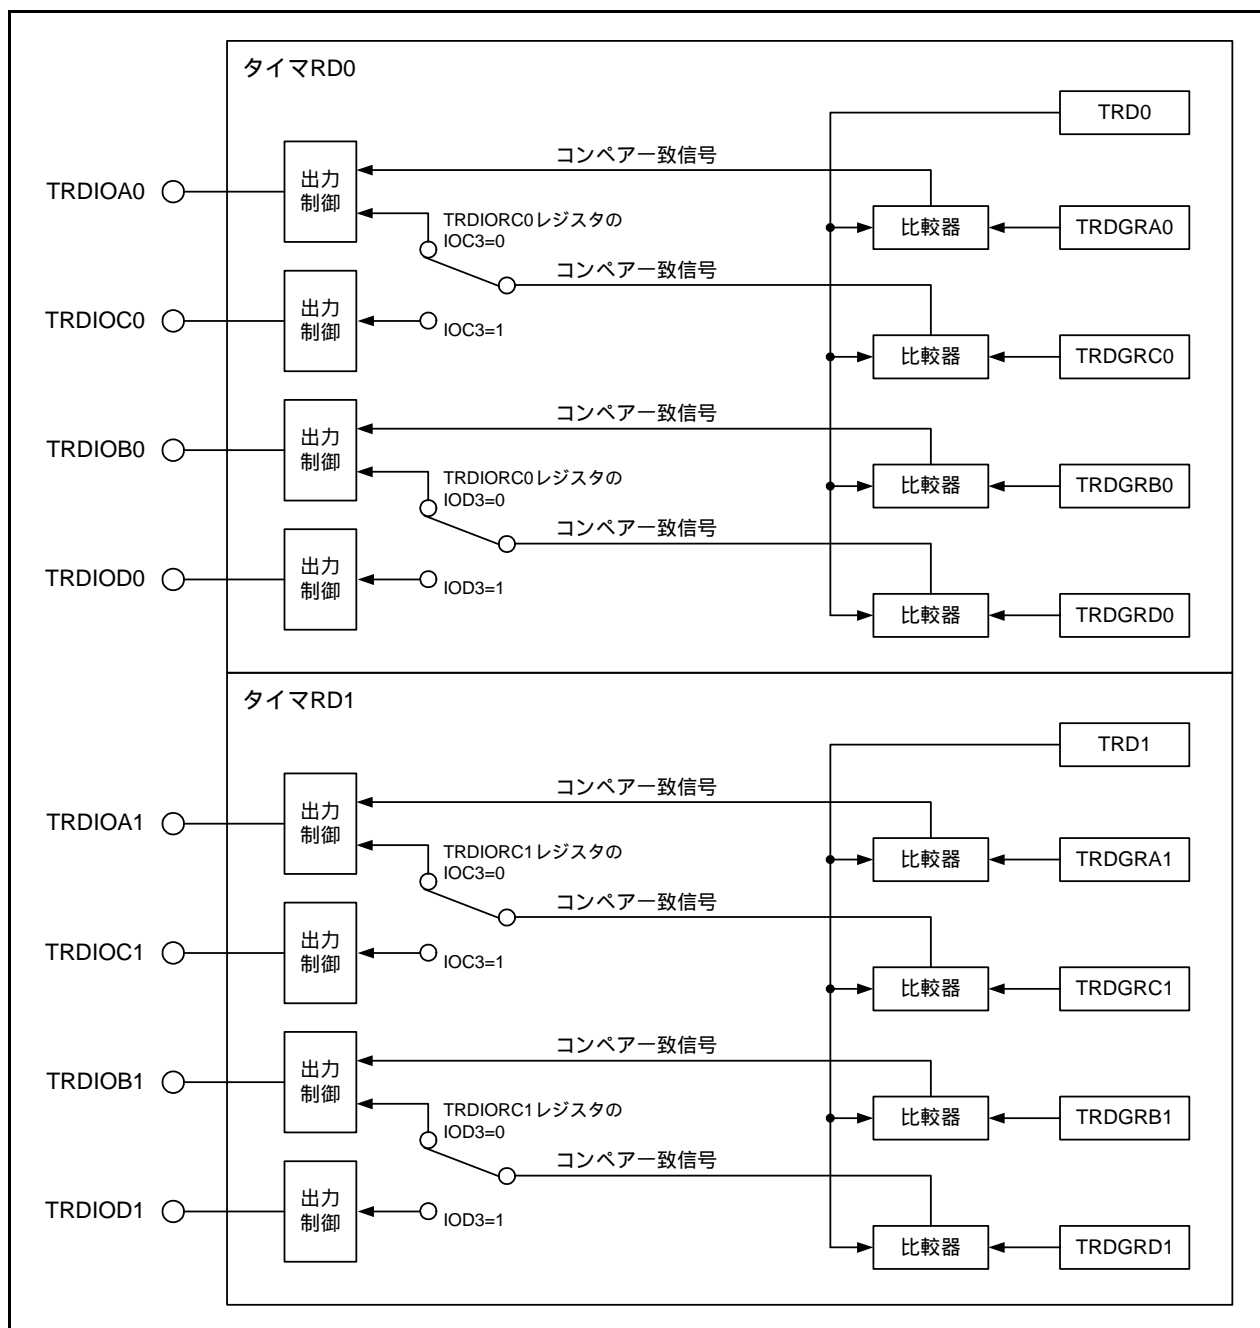 タイマRD0
TRD0
コンペア一致信号
TRDIOA0
出力
制御
TRDIORC0レジスタの
IOC3=0
比較器
TRDGRA0
コンペア一致信号
TRDIOC0
出力
制御
IOC3=1
比較器
TRDGRC0
コンペア一致信号
TRDIOB0
出力
制御
TRDIORC0レジスタの
IOD3=0
比較器
TRDGRB0
コンペア一致信号
TRDIOD0
出力
制御
IOD3=1
比較器
TRDGRD0
タイマRD1
TRD1
コンペア一致信号
TRDIOA1
出力
制御
TRDIORC1レジスタの
IOC3=0
比較器
TRDGRA1
コンペア一致信号
TRDIOC1
出力
制御
IOC3=1
比較器
TRDGRC1
コンペア一致信号
TRDIOB1
出力
制御
TRDIORC1レジスタの
IOD3=0
比較器
TRDGRB1
コンペア一致信号
TRDIOD1
出力
制御
IOD3=1
比較器
TRDGRD1